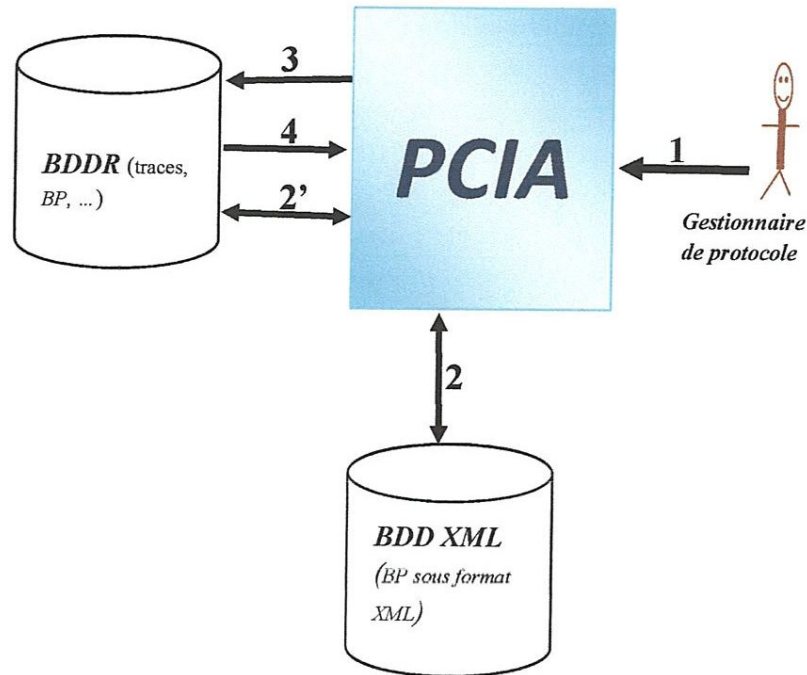 3
BDDR (traces,
BP, ...)
4
2’
PCIA
1
Gestionnaire
de protocole
2
BDD XML
(BP sous format
XML)